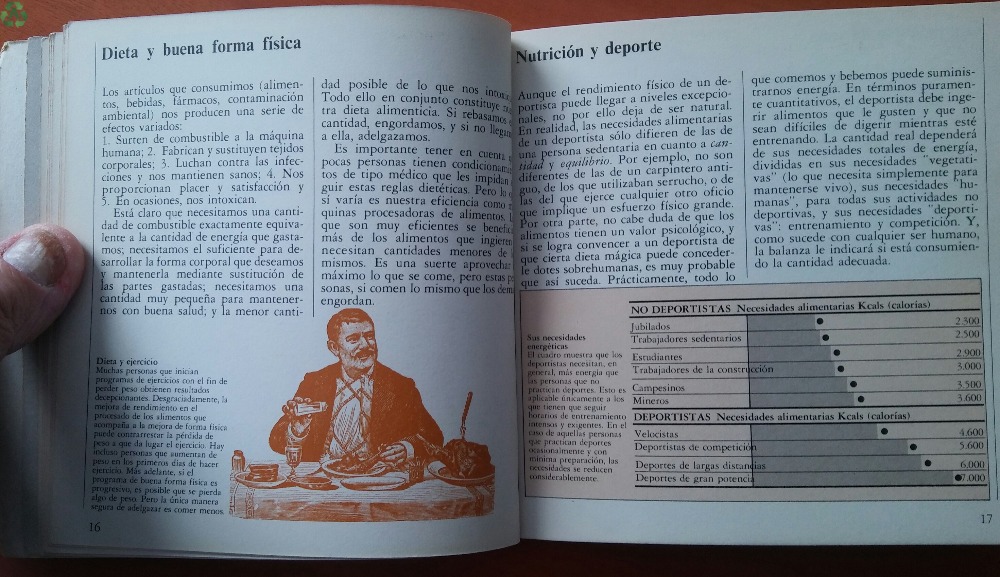 Dieta y buena forma física
Los artículos que consumimos (alimen-
tos, bebidas, fármacos, contaminación
ambiental) nos producen una serie de
efectos variados:
1. Surren de combustible a la máquina
humana; 2. Fabrican y sustituyen tejidos
corporales; 3. Luchan contra las infec-
ciones y nos mantienen sanos; 4. Nos
proporcionan placer y satisfacción y
5. En ocasiones, nos intoxican.
Está claro que necesitamos una canti-
dad de combustible exactamente equiva-
lente a la cantidad de energía que gasta-
mos; necesitamos el suficiente para de-
sarrollar la forma corporal que deseamos
y mantenerla mediante sustitución de
las partes gastadas; necesitamos una
cantidad muy pequeña para mantener-
nos con buena salud; y la menor canti-
dad posible de lo que nos
Todo ello en conjunto constituye
tra dieta alimenticia. Si rebasamos
cantidad, engordamos, y si no
a ella, adelgazamos.
Es importante tener en cuenta
pocas personas tienen
tos de tipo médico que les impidan
guir estas reglas dietéticas. Pero lo
sí varía es nuestra eficiencia como
quinas procesadoras de alimentos.
que son muy eficientes se
más de los alimentos que ingieren
necesitan cantidades menores de
mismos. Es una suerte aprovechar
máximo lo que se come, pero estas
sonas, si comen lo mismo que los
engordan.
Dieta y ejercicio
Muchas personas que inician
programas de ejercicios con el fin de
perder peso obtienen resultados
decepcionantes. Desgraciadamente, la
mejora de rendimiento en el
procesado de los alimentos que
acompaña a la mejora de forma física
puede contrarrestar la pérdida de
peso a que da lugar el ejercicio. Hay
incluso personas que aumentan de
peso en los primeros días de hacer
ejercicio. Más adelante, si el
programa de buena forma física es
progresivo, es posible que se pierda
algo de peso. Pero la única manera
segura de adelgazar es comer menos.
16
Nutrición y deporte
Aunque el rendimiento físico de un de-
portista puede llegar a niveles excepcio-
nales, no por ello deja de ser natural.
En realidad, las necesidades alimentarias
de un deportista sólo difieren de las de
una persona sedentaria en cuanto a can-
tidad y equilibrio. Por ejemplo, no son
diferentes de las de un carpintero anti-
guo, de los que utilizaban serrucho, o de
las del que ejerce cualquier otro oficio
que implique un esfuerzo físico grande.
Por otra parte, no cabe duda de que los
alimentos tienen un valor psicológico, y
si se logra convencer a un deportista de
que cierta dieta mágica puede conceder-
le dotes sobrehumanas, es muy probable
que así suceda. Prácticamente, todo lo
que comemos y bebemos puede suminis-
trarnos energía. En términos puramen-
te cuantitativos, el deportista debe inge-
rir alimentos que le gusten y que no
sean difíciles de digerir mientras esté
entrenando. La cantidad real dependerá
de sus necesidades totales de energía,
divididas en sus necesidades "vegetati-
vas" (lo que necesita simplemente para
mantenerse vivo), sus necesidades "hu-
manas", para todas sus actividades no
deportivas, y sus necesidades "deporti-
vas": entrenamiento y competición. Y,
como sucede con cualquier ser humano,
la balanza le indicará si está consumien-
do la cantidad adecuada.
Sus necesidades
energéticas
El cuadro muestra que los
deportistas necesitan, en
general, más energía que
las personas que no
practican deportes. Esto es
aplicable únicamente a los
que tienen que seguir
horarios de entrenamiento
intensos y exigentes. En el
caso de aquellas personas
que practican deportes
ocasionalmente y con
mínima preparación, las
necesidades se reducen
considerablemente.
NO DEPORTISTAS Necesidades alimentarias Kcals (calorías)
Jubilados 2.300
Trabajadores sedentarios 2.500
Estudiantes 2.900
Trabajadores de la construcción 3.000
Campesinos 3.500
Mineros 3.600
DEPORTISTAS Necesidades alimentarias Kcals (calorías)
Velocistas 4.600
Deportistas de competición 5.600
Deportes de largas distancias 6.000
Deportes de gran potencia 7.000
17